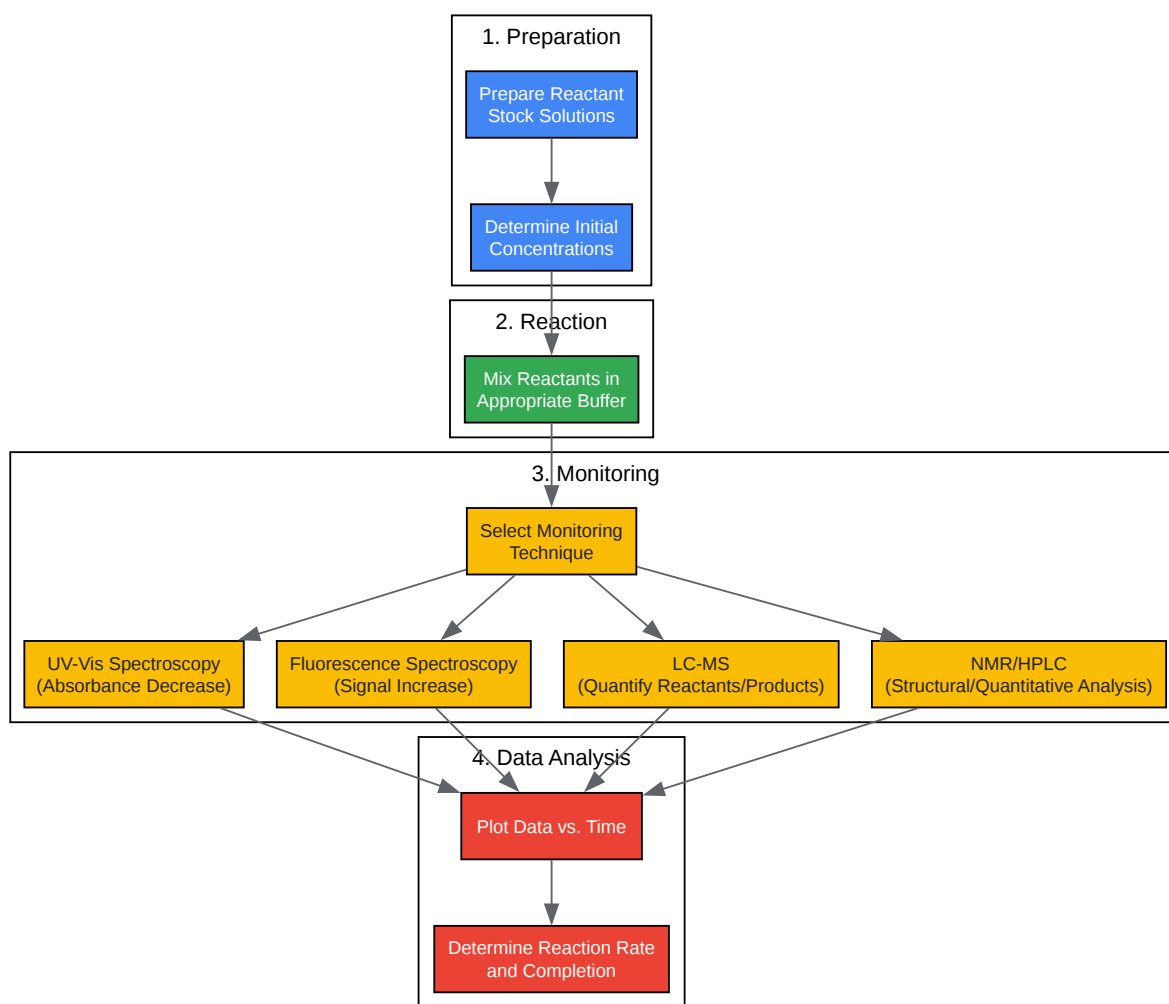 1. Preparation
Prepare Reactant
Stock Solutions
Determine Initial
Concentrations
2. Reaction
Mix Reactants in
Appropriate Buffer
3. Monitoring
Select Monitoring
Technique
UV-Vis Spectroscopy
(Absorbance Decrease)
Fluorescence Spectroscopy
(Signal Increase)
LC-MS
(Quantify Reactants/Products)
NMR/HPLC
(Structural/Quantitative Analysis)
4. Data Analysis
Plot Data vs. Time
Determine Reaction Rate
and Completion